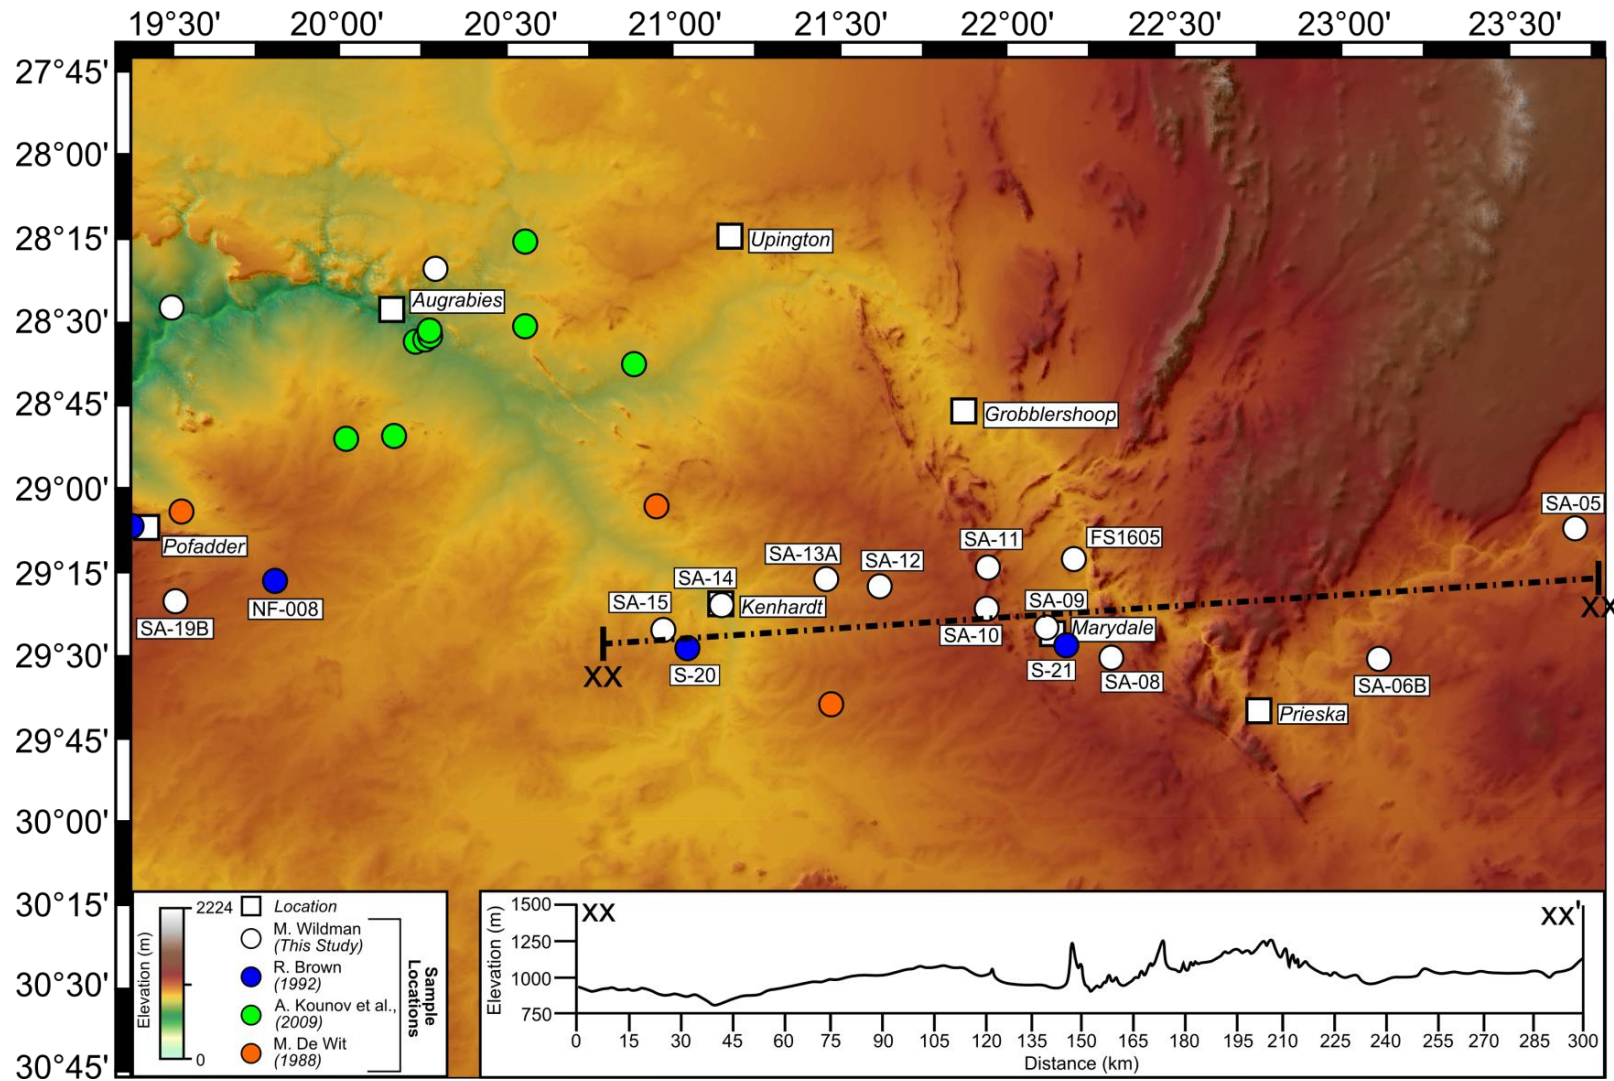 19°30' 20°00' 20°30' 21°00' 21°30' 22°00' 22°30' 23°00' 23°30'
27°45'
28°00'
28°15'
28°30'
28°45'
29°00'
29°15'
29°30'
29°45'
30°00'
30°15'
30°30'
30°45'
Upington
Augrabies
Grobblershoop
SA-05
Pofadder
SA-11
FS1605
SA-13A
SA-12
SA-14
NF-008
SA-15
Kenhardt
SA-09
XX
SA-19B
SA-10
Marydale
XX
S-20
S-21
SA-08
SA-06B
Prieska
2224
0
Elevation (m)
Location
M. Wildman
(This Study)
R. Brown
(1992)
A. Kounov et al.,
(2009)
M. De Wit
(1988)
Sample
Locations
XX
XX'
Elevation (m)
1500
1250
1000
750
0 15 30 45 60 75 90 105 120 135 150 165 180 195 210 225 240 255 270 285 300
Distance (km)